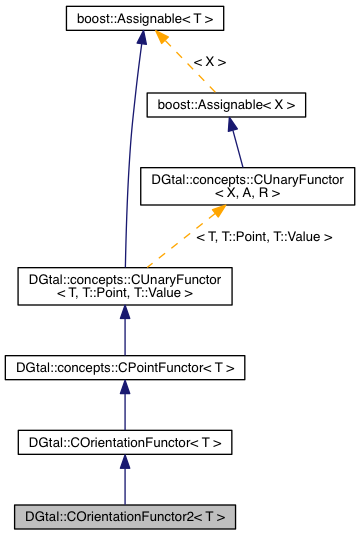 boost::Assignable< T >
< X >
boost::Assignable< X >
DGtal::concepts::CUnaryFunctor
< X, A, R >
< T, T::Point, T::Value >
DGtal::concepts::CUnaryFunctor
< T, T::Point, T::Value >
DGtal::concepts::CPointFunctor< T >
DGtal::COrientationFunctor< T >
DGtal::COrientationFunctor2< T >